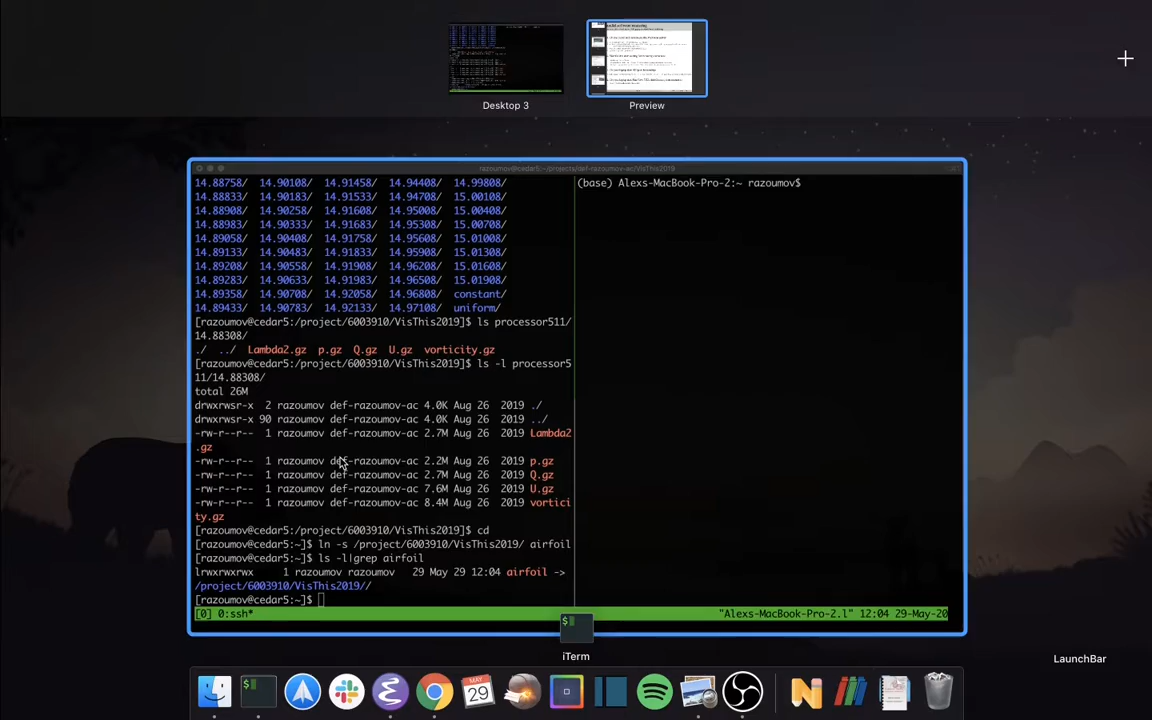 Desktop 3
Preview
razoumov@cedar5:~/projects/def-razoumov-ac/VisThis2019
14.88758/ 14.90108/ 14.91458/ 14.94408/ 14.99808/
14.88833/ 14.90183/ 14.91533/ 14.94708/ 15.00108/
14.88908/ 14.90258/ 14.91608/ 14.95008/ 15.00408/
14.88983/ 14.90333/ 14.91683/ 14.95308/ 15.00708/
14.89058/ 14.90408/ 14.91758/ 14.95608/ 15.01008/
14.89133/ 14.90483/ 14.91833/ 14.95908/ 15.01308/
14.89208/ 14.90558/ 14.91908/ 14.96208/ 15.01608/
14.89283/ 14.90633/ 14.91983/ 14.96508/ 15.01908/
14.89358/ 14.90708/ 14.92058/ 14.96808/ constant/
14.89433/ 14.90783/ 14.92133/ 14.97108/ uniform/
[razoumov@cedar5:/project/6003910/VisThis2019]$ ls processor511/
14.88308/
./ ../ Lambda2.gz p.gz Q.gz U.gz vorticity.gz
[razoumov@cedar5:/project/6003910/VisThis2019]$ ls -l processor5
11/14.88308/
total 26M
drwxrwsr-x 2 razoumov def-razoumov-ac 4.0K Aug 26 2019 ./
drwxrwsr-x 90 razoumov def-razoumov-ac 4.0K Aug 26 2019 ../
-rw-r--r-- 1 razoumov def-razoumov-ac 2.7M Aug 26 2019 Lambda2
.gz
-rw-r--r-- 1 razoumov def-razoumov-ac 2.2M Aug 26 2019 p.gz
-rw-r--r-- 1 razoumov def-razoumov-ac 2.7M Aug 26 2019 Q.gz
-rw-r--r-- 1 razoumov def-razoumov-ac 7.6M Aug 26 2019 U.gz
-rw-r--r-- 1 razoumov def-razoumov-ac 8.4M Aug 26 2019 vortici
ty.gz
[razoumov@cedar5:/project/6003910/VisThis2019]$ cd
[razoumov@cedar5:~]$ ln -s /project/6003910/VisThis2019/ airfoil
[razoumov@cedar5:~]$ ls -l|grep airfoil
lrwxrwxrwx 1 razoumov razoumov 29 May 29 12:04 airfoil ->
/project/6003910/VisThis2019//
[razoumov@cedar5:~]$
(base) Alexs-MacBook-Pro-2:~ razoumov$
[0] 0:ssh* "Alexs-MacBook-Pro-2.l" 12:04 29-May-20
$
iTerm
LaunchBar
$
MAY
29